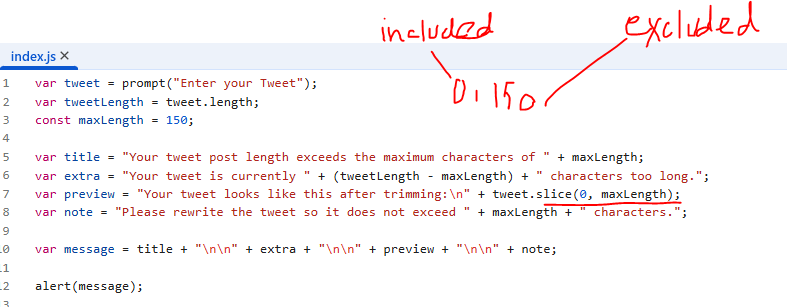 included
excluded
0, 150
index.js ×
1 var tweet = prompt("Enter your Tweet");
2 var tweetLength = tweet.length;
3 const maxLength = 150;
4
5 var title = "Your tweet post length exceeds the maximum characters of " + maxLength;
6 var extra = "Your tweet is currently " + (tweetLength - maxLength) + " characters too long.";
7 var preview = "Your tweet looks like this after trimming:\n" + tweet.slice(0, maxLength);
8 var note = "Please rewrite the tweet so it does not exceed " + maxLength + " characters.";
9
10 var message = title + "\n\n" + extra + "\n\n" + preview + "\n\n" + note;
11
12 alert(message);
3